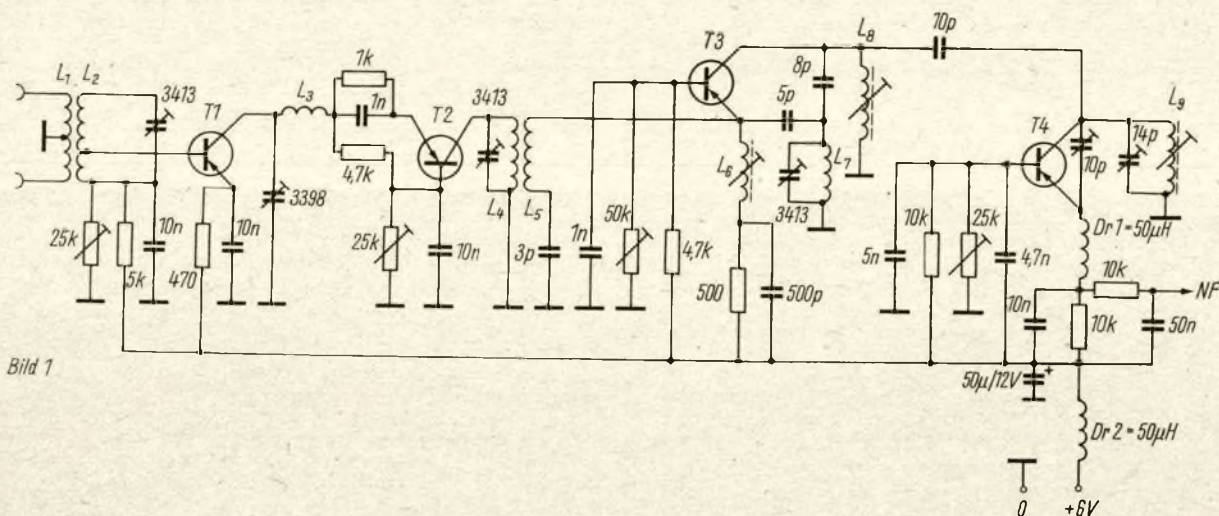 10p
L8
T3
8p
1k
L1 L2
L3
3413
T1
1n
T2
3413
5p
L9
T4
14p
10p
4,7k
L6
L7
3398
3413
Dr 1 = 50µH
25k
5k
10n
470
10n
25k
10n
L4
L5
3p
1n
50k
4,7k
500
500p
5n
10k
25k
4,7n
10k
NF
10n
10k
50n
Bild 1
50µ/12V +
Dr 2 = 50µH
0
+6V